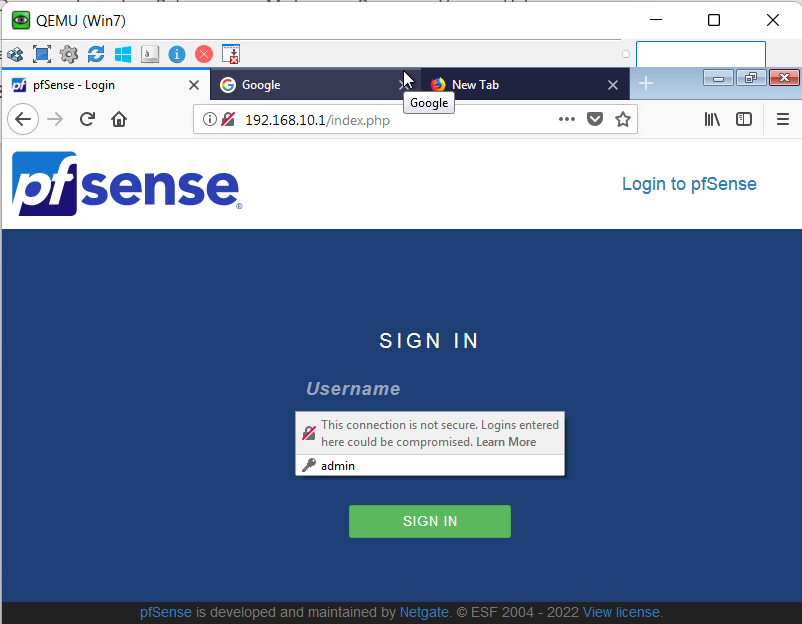 QEMU (Win7)
pfSense - Login
Google
New Tab
Google
192.168.10.1/index.php
pfsense
Login to pfSense
SIGN IN
Username
This connection is not secure. Logins entered
here could be compromised. Learn More
admin
SIGN IN
pfSense is developed and maintained by Netgate. © ESF 2004 - 2022 View license.